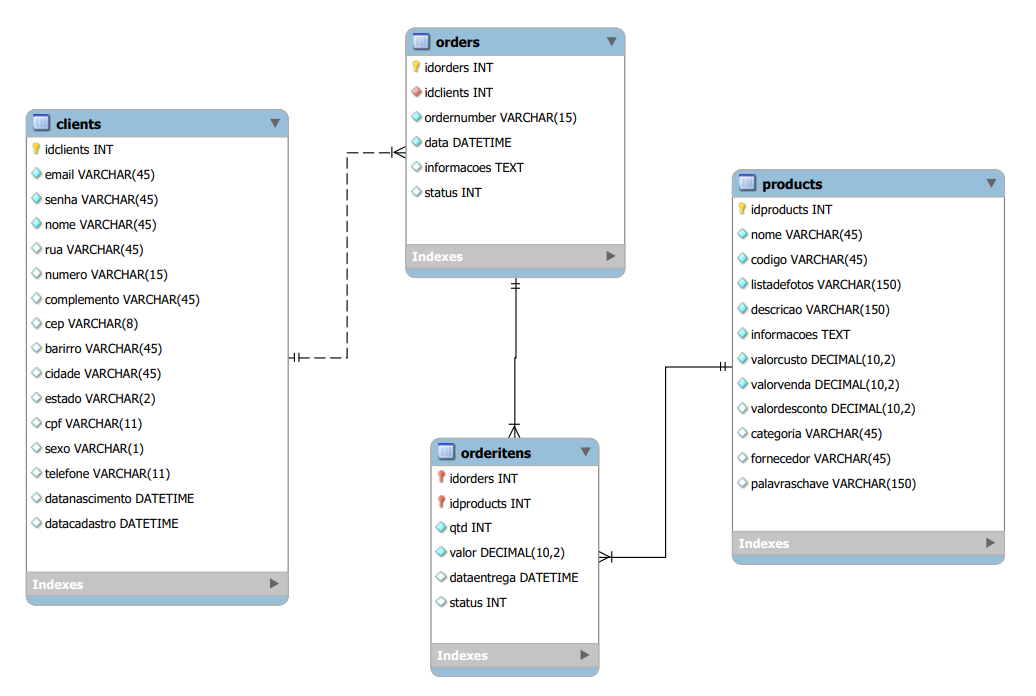 orders
idorders INT
idclients INT
ordernumber VARCHAR(15)
data DATETIME
informacoes TEXT
status INT
Indexes
clients
idclients INT
email VARCHAR(45)
senha VARCHAR(45)
nome VARCHAR(45)
rua VARCHAR(45)
numero VARCHAR(15)
complemento VARCHAR(45)
cep VARCHAR(8)
barirro VARCHAR(45)
cidade VARCHAR(45)
estado VARCHAR(2)
cpf VARCHAR(11)
sexo VARCHAR(1)
telefone VARCHAR(11)
datanascimento DATETIME
datacadastro DATETIME
Indexes
products
idproducts INT
nome VARCHAR(45)
codigo VARCHAR(45)
listadefotos VARCHAR(150)
descricao VARCHAR(150)
informacoes TEXT
valorcusto DECIMAL(10,2)
valorvenda DECIMAL(10,2)
valordesconto DECIMAL(10,2)
categoria VARCHAR(45)
fornecedor VARCHAR(45)
palavraschave VARCHAR(150)
Indexes
orderitens
idorders INT
idproducts INT
qtd INT
valor DECIMAL(10,2)
dataentrega DATETIME
status INT
Indexes